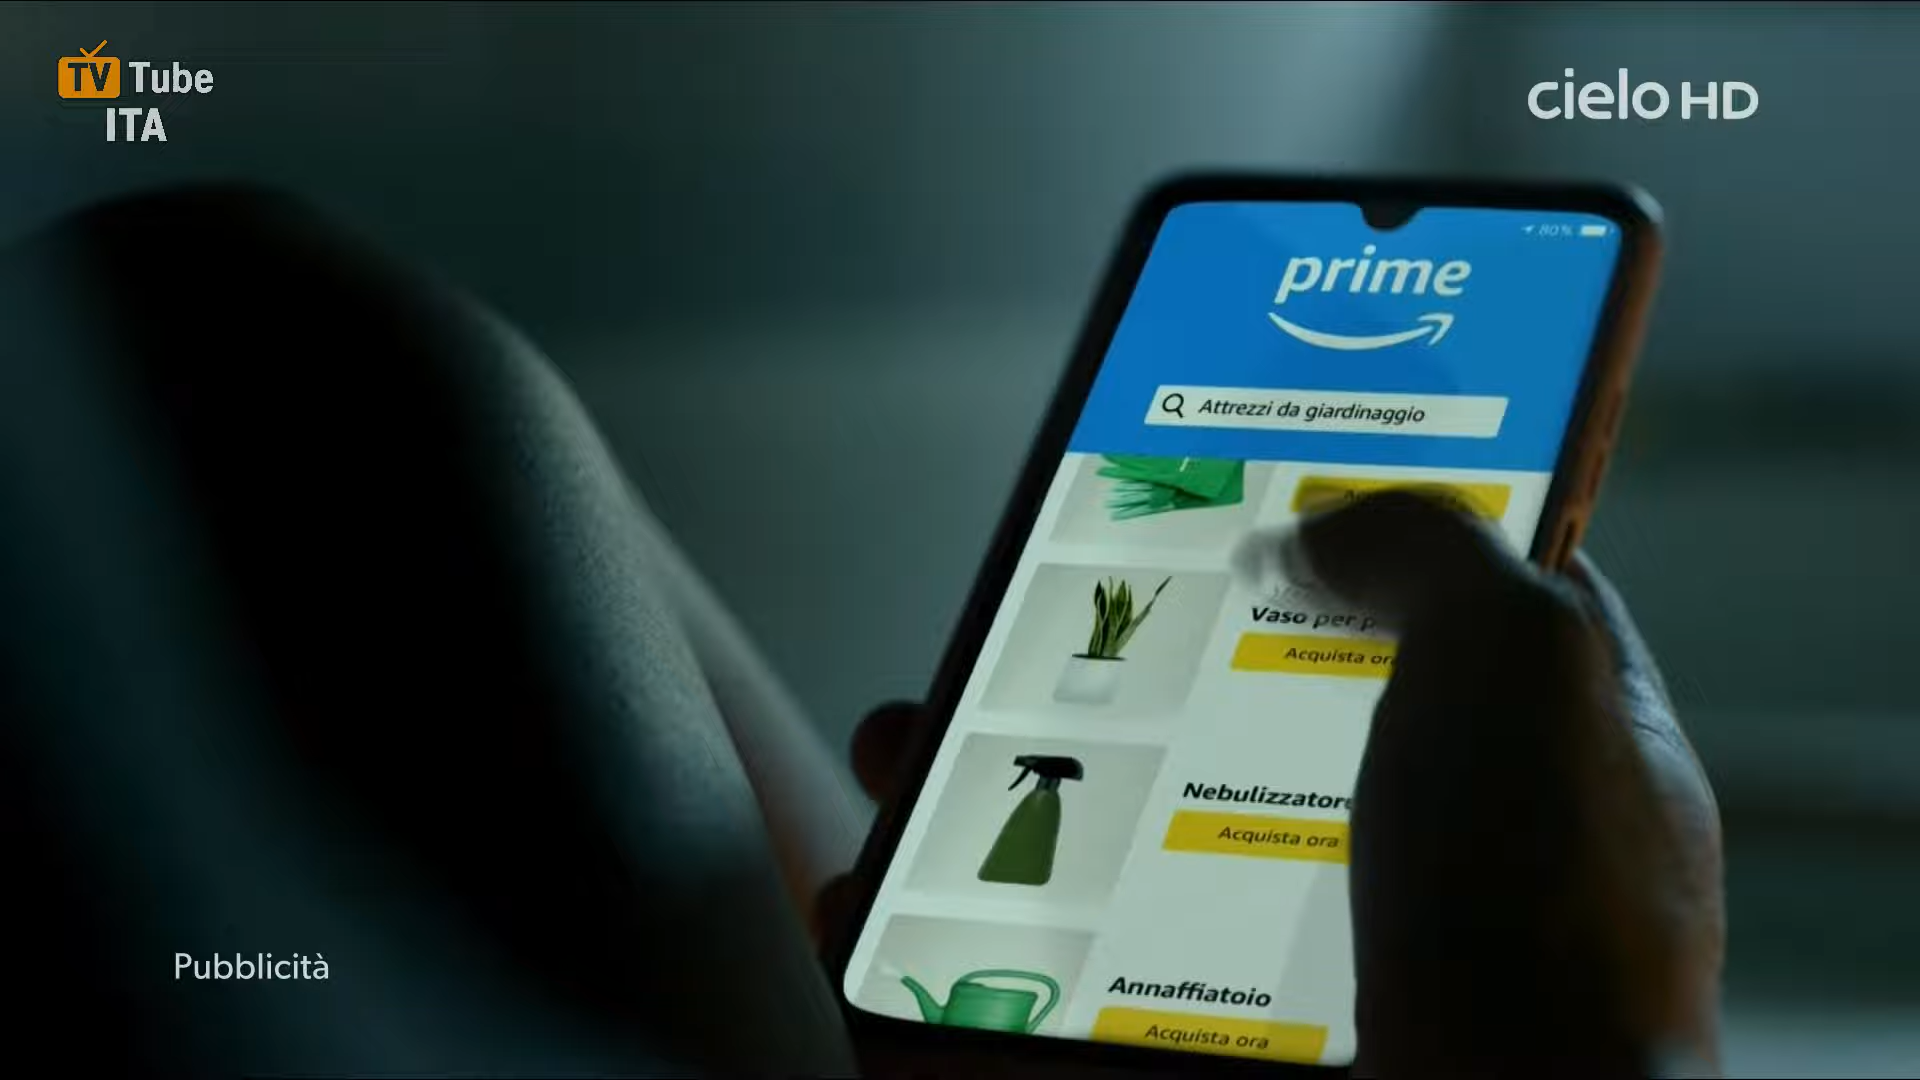 TV Tube
ITA
cielo HD
80%
prime
Attrezzi da giardinaggio
Vaso per
Acquista
Nebulizzatore
Acquista ora
Annaffiatoio
Acquista ora
Pubblicità